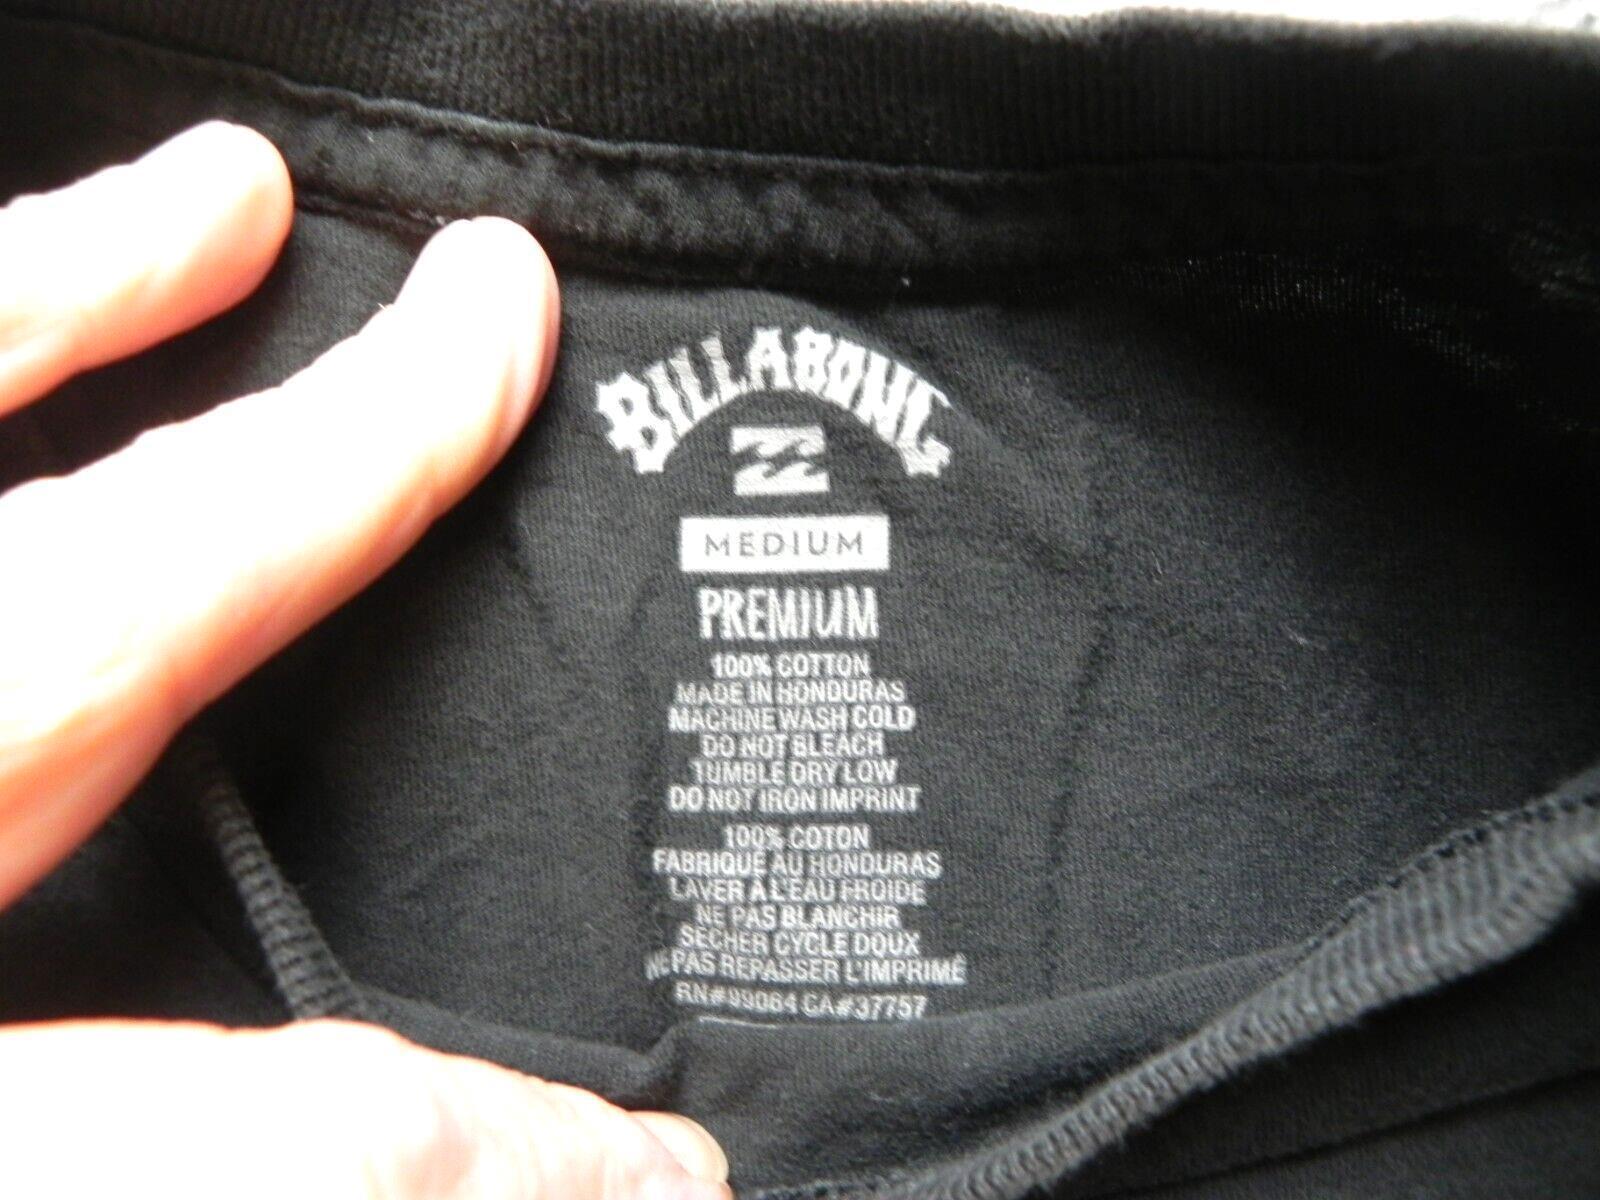 BILLABONG
MEDIUM
PREMIUM
100% COTTON
MADE IN HONDURAS
MACHINE WASH COLD
DO NOT BLEACH
TUMBLE DRY LOW
DO NOT IRON IMPRINT
100% COTON
FABRIQUÉ AU HONDURAS
LAVER À L'EAU FROIDE
NE PAS BLANCHIR
SECHER CYCLE DOUX
NE PAS REPASSER L'IMPRIMÉ
RN#99064 CA#37757